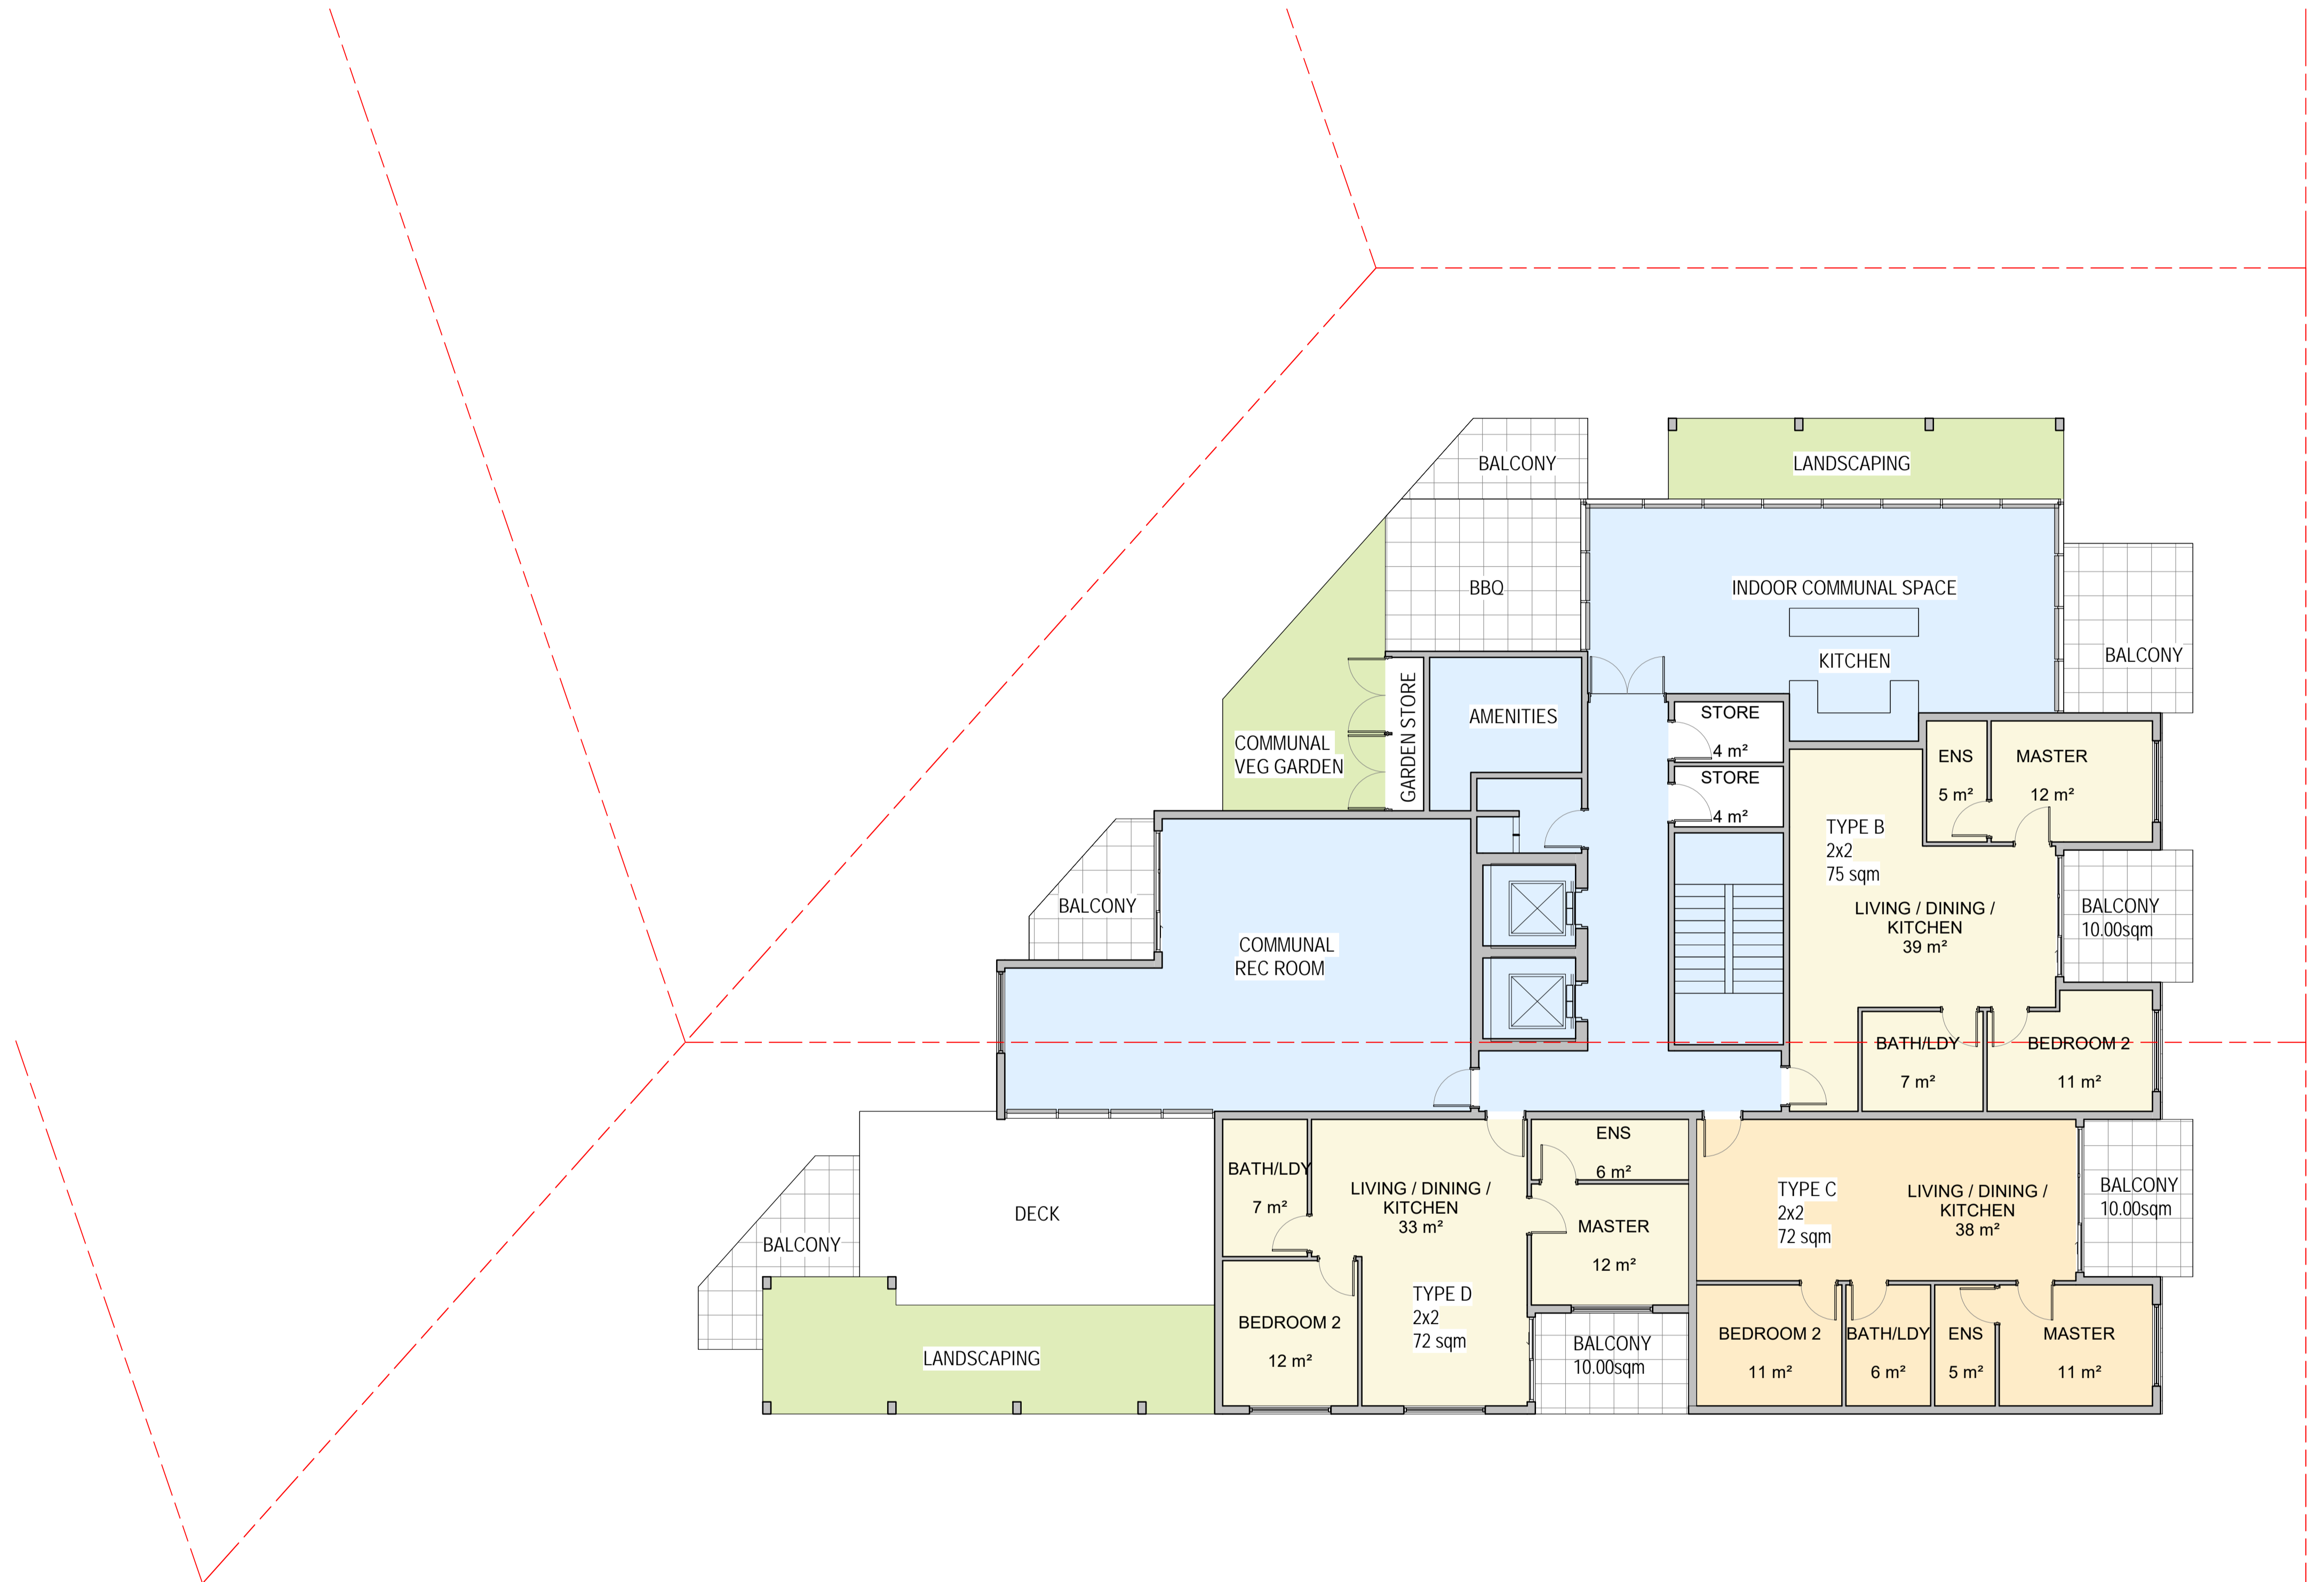 BALCONY
LANDSCAPING
BBQ
INDOOR COMMUNAL SPACE
KITCHEN
BALCONY
GARDEN STORE
AMENITIES
STORE
4 m²
STORE
4 m²
COMMUNAL
VEG GARDEN
ENS
5 m²
MASTER
12 m²
TYPE B
2x2
75 sqm
LIVING / DINING /
KITCHEN
39 m²
BALCONY
10.00sqm
BALCONY
COMMUNAL
REC ROOM
BATH/LDY
7 m²
BEDROOM 2
11 m²
BATH/LDY
7 m²
LIVING / DINING /
KITCHEN
33 m²
ENS
6 m²
MASTER
12 m²
TYPE C
2x2
72 sqm
LIVING / DINING /
KITCHEN
38 m²
BALCONY
10.00sqm
DECK
BALCONY
LANDSCAPING
BEDROOM 2
12 m²
TYPE D
2x2
72 sqm
BALCONY
10.00sqm
BEDROOM 2
11 m²
BATH/LDY
6 m²
ENS
5 m²
MASTER
11 m²